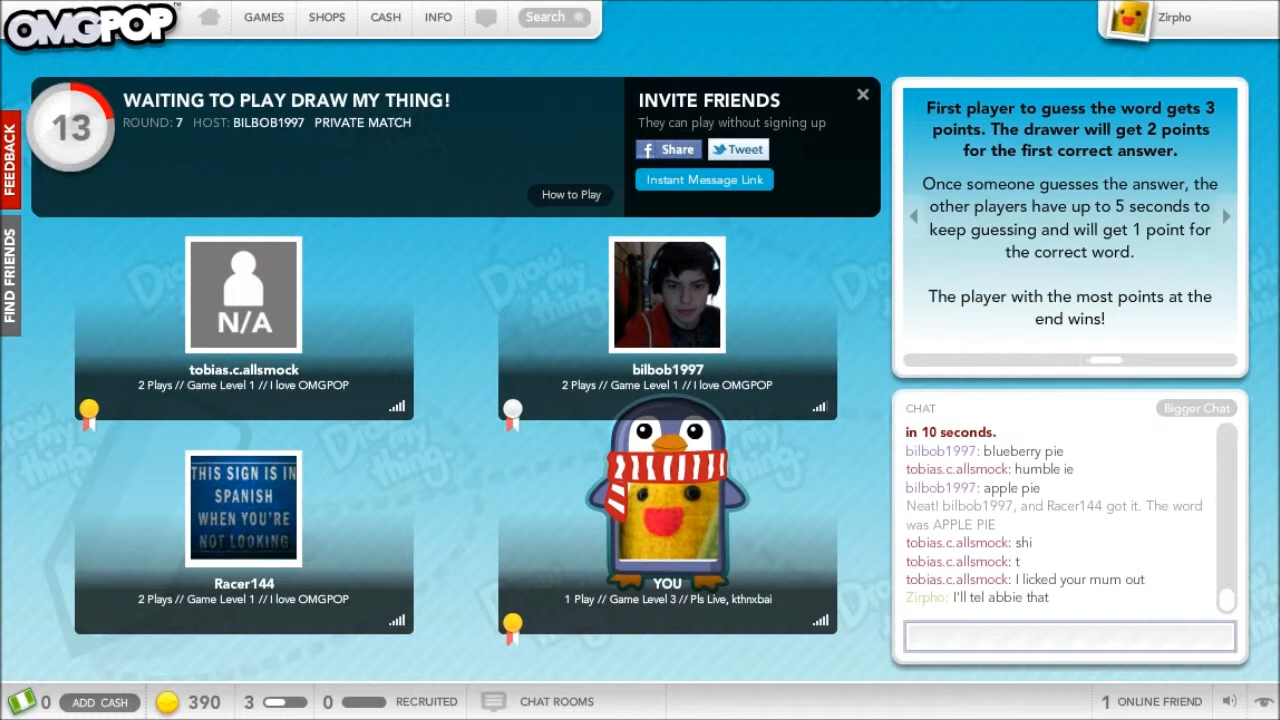 OMGPOP™
GAMES
SHOPS
CASH
INFO
Search
Zirpho
FEEDBACK
FIND FRIENDS
13
WAITING TO PLAY DRAW MY THING!
ROUND: 7 HOST: BILBOB1997 PRIVATE MATCH
How to Play
INVITE FRIENDS
They can play without signing up
f Share
Tweet
Instant Message Link
First player to guess the word gets 3
points. The drawer will get 2 points
for the first correct answer.
Once someone guesses the answer, the
other players have up to 5 seconds to
keep guessing and will get 1 point for
the correct word.
The player with the most points at the
end wins!
N/A
tobias.c.allsmock
2 Plays // Game Level 1 // I love OMGPOP
bilbob1997
2 Plays // Game Level 1 // I love OMGPOP
THIS SIGN IS IN
SPANISH
WHEN YOU'RE
NOT LOOKING
Racer144
2 Plays // Game Level 1 // I love OMGPOP
YOU
1 Play // Game Level 3 // Pls Live, kthnxbai
Draw my thing
CHAT
Bigger Chat
in 10 seconds.
bilbob1997: blueberry pie
tobias.c.allsmock: humble ie
bilbob1997: apple pie
Neat! bilbob1997, and Racer144 got it. The word
was APPLE PIE
tobias.c.allsmock: shi
tobias.c.allsmock: t
tobias.c.allsmock: I licked your mum out
Zirpho: I'll tel abbie that
0
ADD CASH
390
3
0
RECRUITED
CHAT ROOMS
1 ONLINE FRIEND